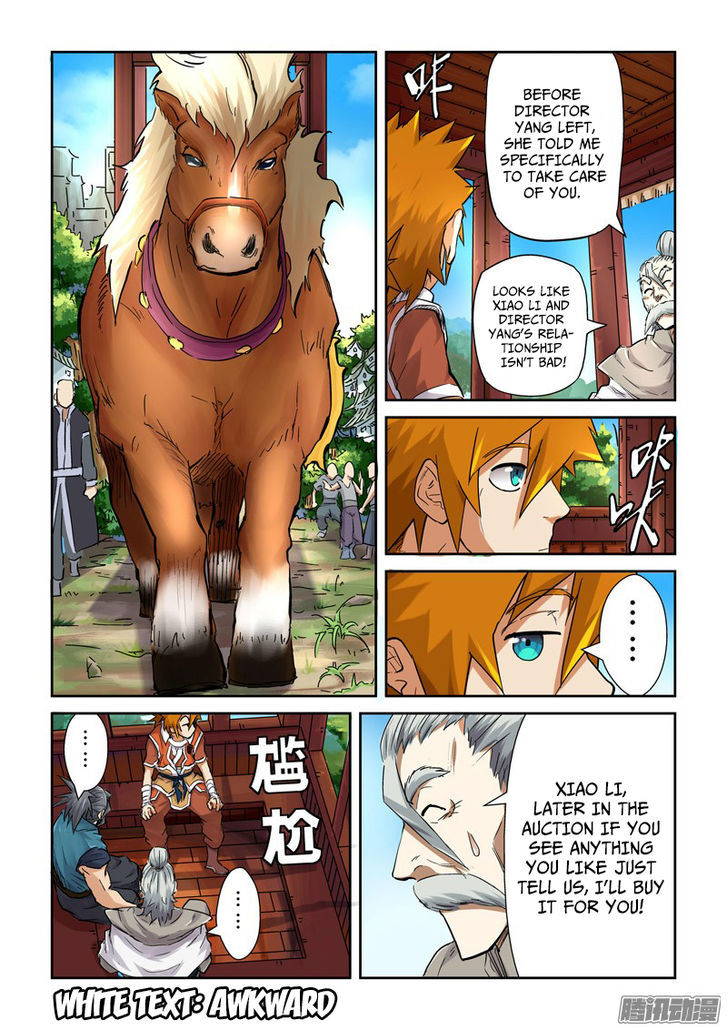 咔
BEFORE
DIRECTOR
YANG LEFT,
SHE TOLD ME
SPECIFICALLY
TO TAKE CARE
OF YOU.
LOOKS LIKE
XIAO LI AND
DIRECTOR
YANG'S RELA-
TIONSHIP
ISN'T BAD!
咔
咔
......
......
尴
尬
......
XIAO LI,
LATER IN THE
AUCTION IF YOU
SEE ANYTHING
YOU LIKE JUST
TELL US, I'LL BUY
IT FOR YOU!
WHITE TEXT: AWKWARD
腾讯动漫